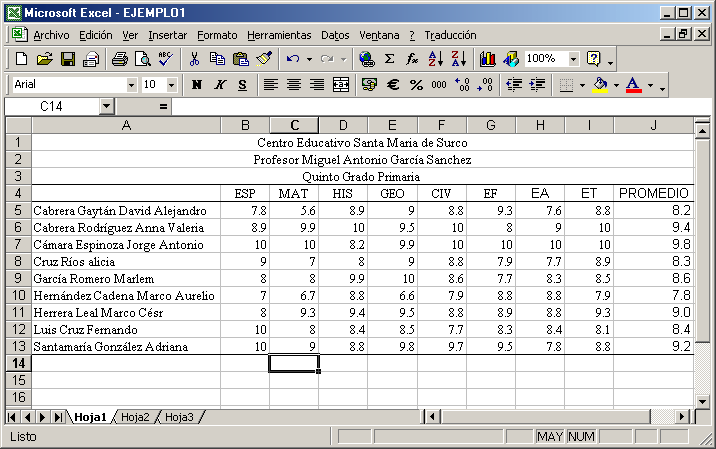 Microsoft Excel - EJEMPLO1
Archivo Edición Ver Insertar Formato Herramientas Datos Ventana ? Traducción
Σ fx A Z Z A 100% ?
Arial 10 N K S € % 000 A
C14 =
A B C D E F G H I J
1 Centro Educativo Santa Maria de Surco
2 Profesor Miguel Antonio García Sanchez
3 Quinto Grado Primaria
4 ESP MAT HIS GEO CIV EF EA ET PROMEDIO
5 Cabrera Gaytán David Alejandro 7.8 5.6 8.9 9 8.8 9.3 7.6 8.8 8.2
6 Cabrera Rodríguez Anna Valeria 8.9 9.9 10 9.5 10 8 9 10 9.4
7 Cámara Espinoza Jorge Antonio 10 10 8.2 9.9 10 10 10 10 9.8
8 Cruz Ríos alicia 9 7 8 9 8.8 7.9 7.7 8.9 8.3
9 García Romero Marlem 8 8 9.9 10 8.6 7.7 8.3 8.5 8.6
10 Hernández Cadena Marco Aurelio 7 6.7 8.8 6.6 7.9 8.8 8.8 7.9 7.8
11 Herrera Leal Marco Césr 8 9.3 9.4 9.5 8.8 8.9 8.8 9.3 9.0
12 Luis Cruz Fernando 10 8 8.4 8.5 7.7 8.3 8.4 8.1 8.4
13 Santamaría González Adriana 10 9 8.8 9.8 9.7 9.5 7.8 8.8 9.2
14
15
16
Hoja1 Hoja2 Hoja3
Listo MAY NUM